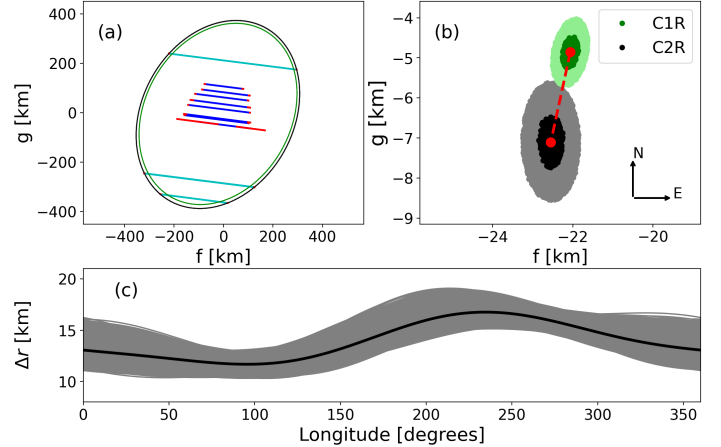 (a)
g [km]
400
200
0
−200
−400
−400
−200
0
200
400
f [km]
(b)
C1R
C2R
g [km]
−4
−5
−6
−7
−8
−9
N
E
−24
−22
−20
f [km]
(c)
Δr [km]
20
15
10
0
50
100
150
200
250
300
350
Longitude [degrees]